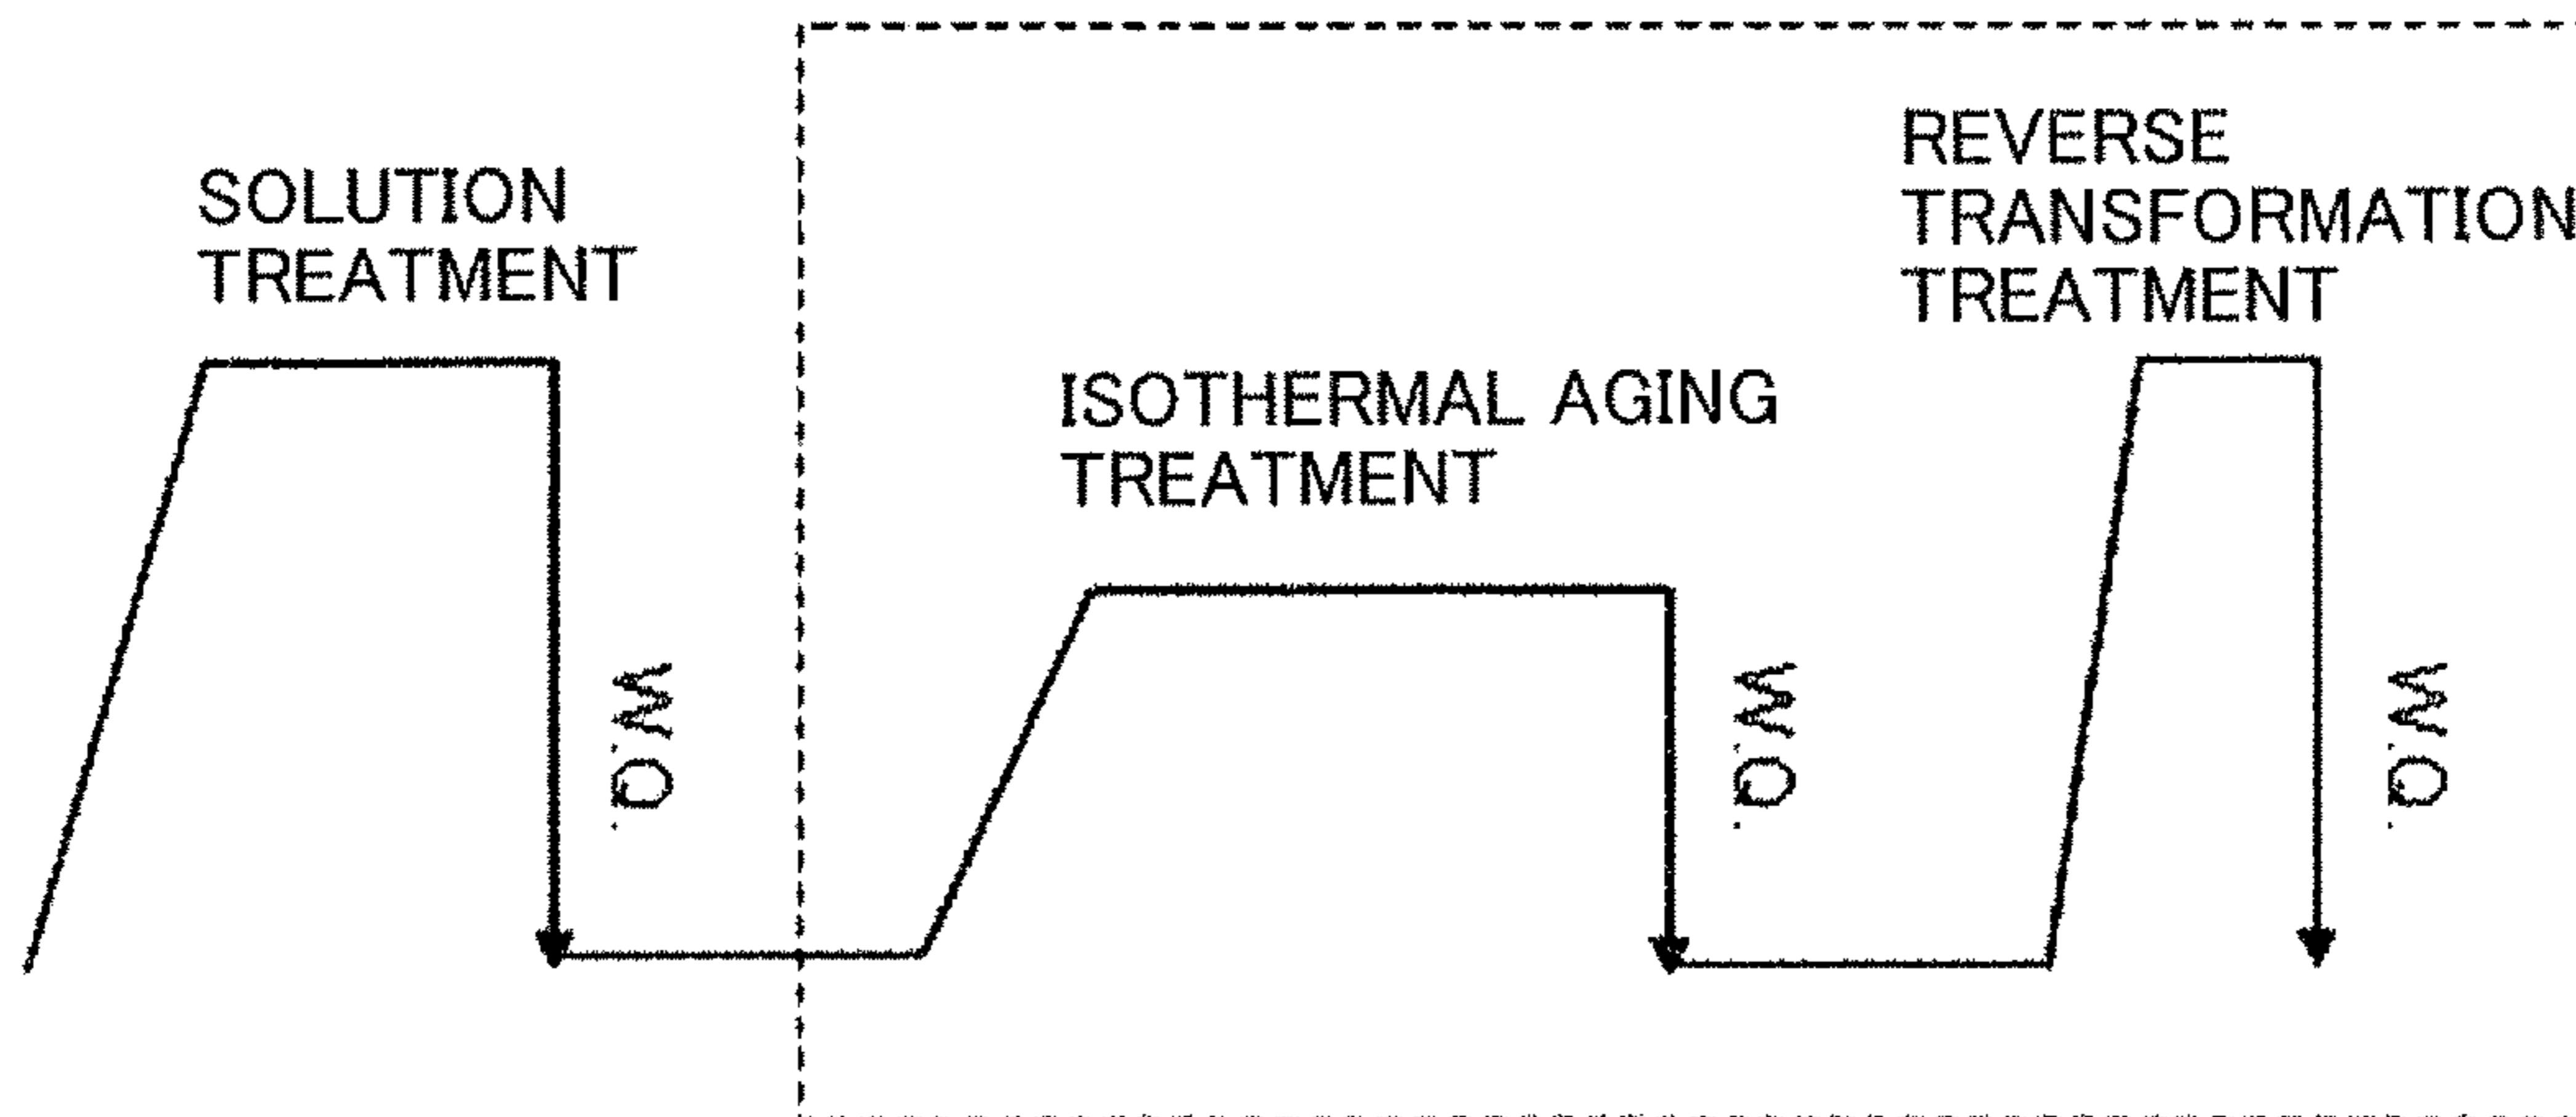 SOLUTION
TREATMENT
W.Q.
ISOTHERMAL AGING
TREATMENT
W.Q.
REVERSE
TRANSFORMATION
TREATMENT
W.Q.